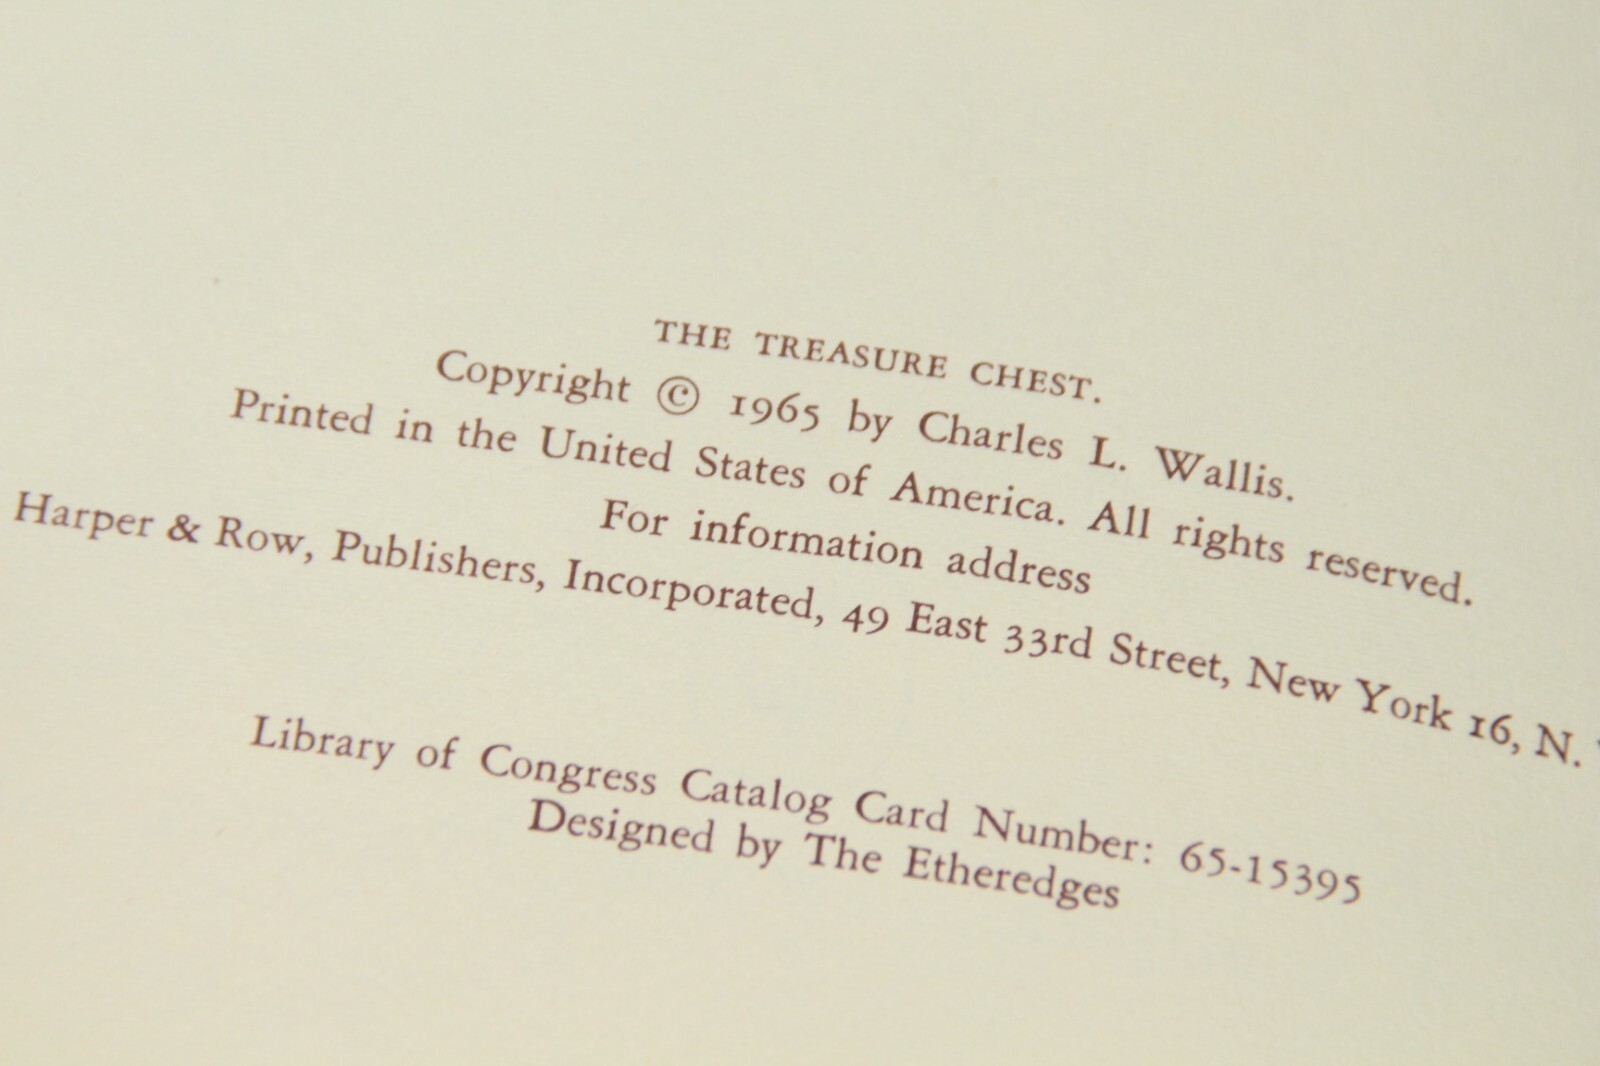 THE TREASURE CHEST.
Copyright © 1965 by Charles L. Wallis.
Printed in the United States of America. All rights reserved.
For information address
Harper & Row, Publishers, Incorporated, 49 East 33rd Street, New York 16, N.
Library of Congress Catalog Card Number: 65-15395
Designed by The Etheredges